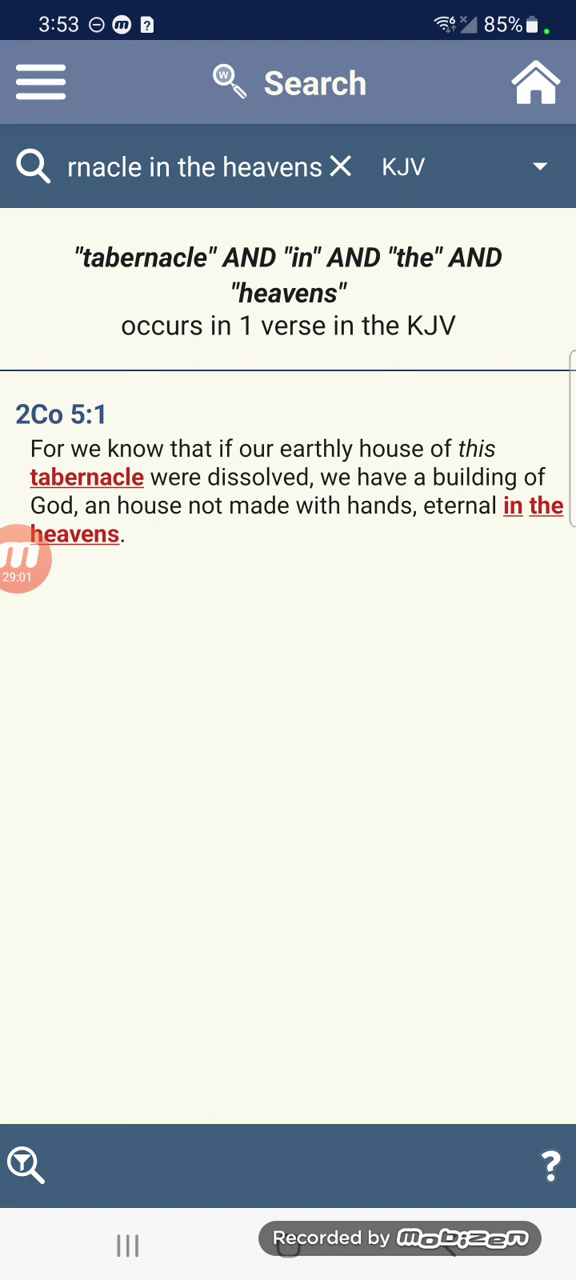 3:53 85%
Search
rnacle in the heavens KJV
"tabernacle" AND "in" AND "the" AND
"heavens"
occurs in 1 verse in the KJV
2Co 5:1
For we know that if our earthly house of this
tabernacle were dissolved, we have a building of
God, an house not made with hands, eternal in the
heavens.
29:01
?
Recorded by mobizen